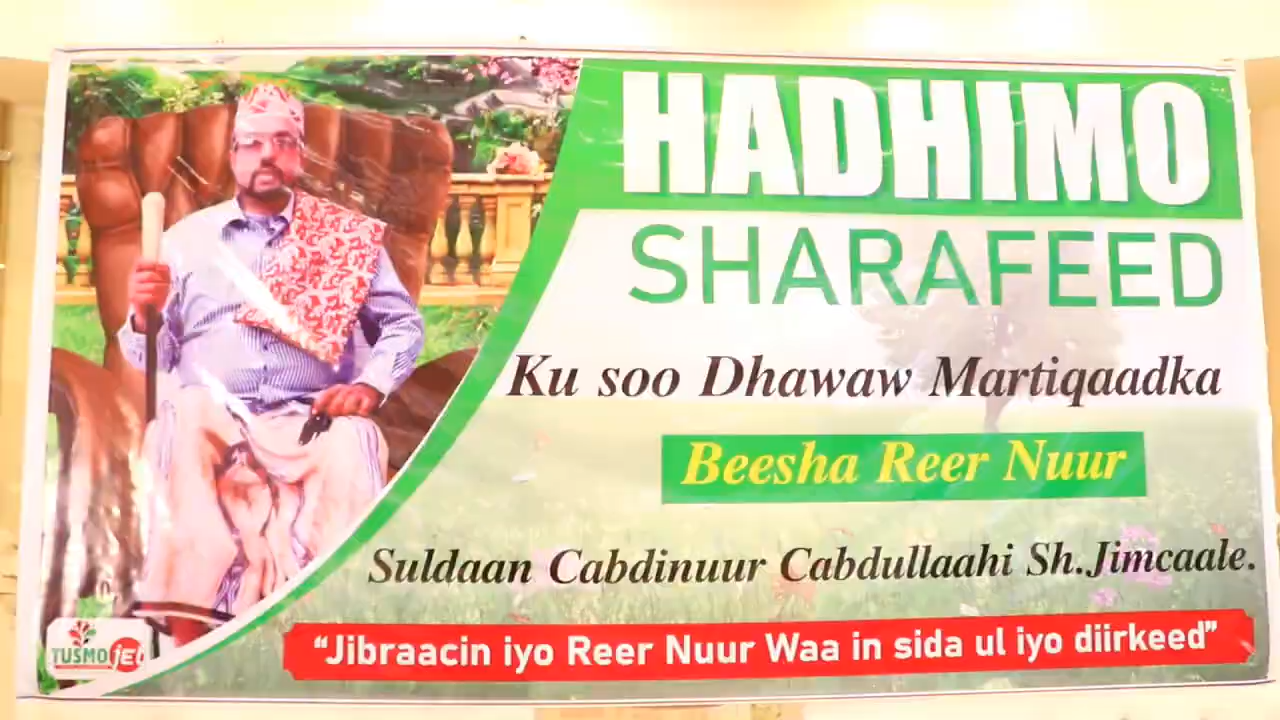 HADHIMO
SHARAFEED
Ku soo Dhawaw Martiqaadka
Beesha Reer Nuur
Suldaan Cabdinuur Cabdullaahi Sh.Jimcaale.
“Jibraacin iyo Reer Nuur Waa in sida ul iyo diirkeed”
TUSMO